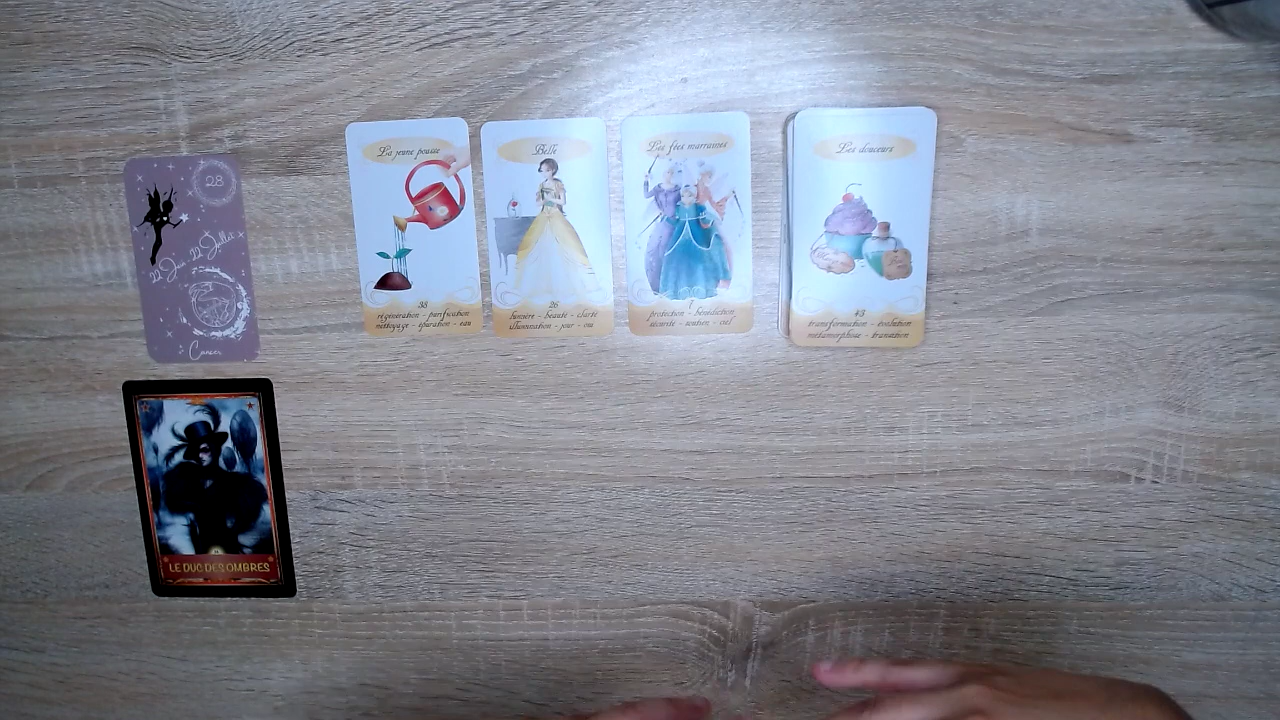 28
22 Juin - 22 Juillet
Cancer
La jeune pousse
38
régénération - purification
nettoyage - épuration - eau
Belle
26
lumière - beauté - clarté
illumination - jour - oui
Les fées marraines
7
protection - bénédiction
sécurité - soutien - ciel
Les douceurs
43
transformation - évolution
métamorphose - transition
LE DUC DES OMBRES